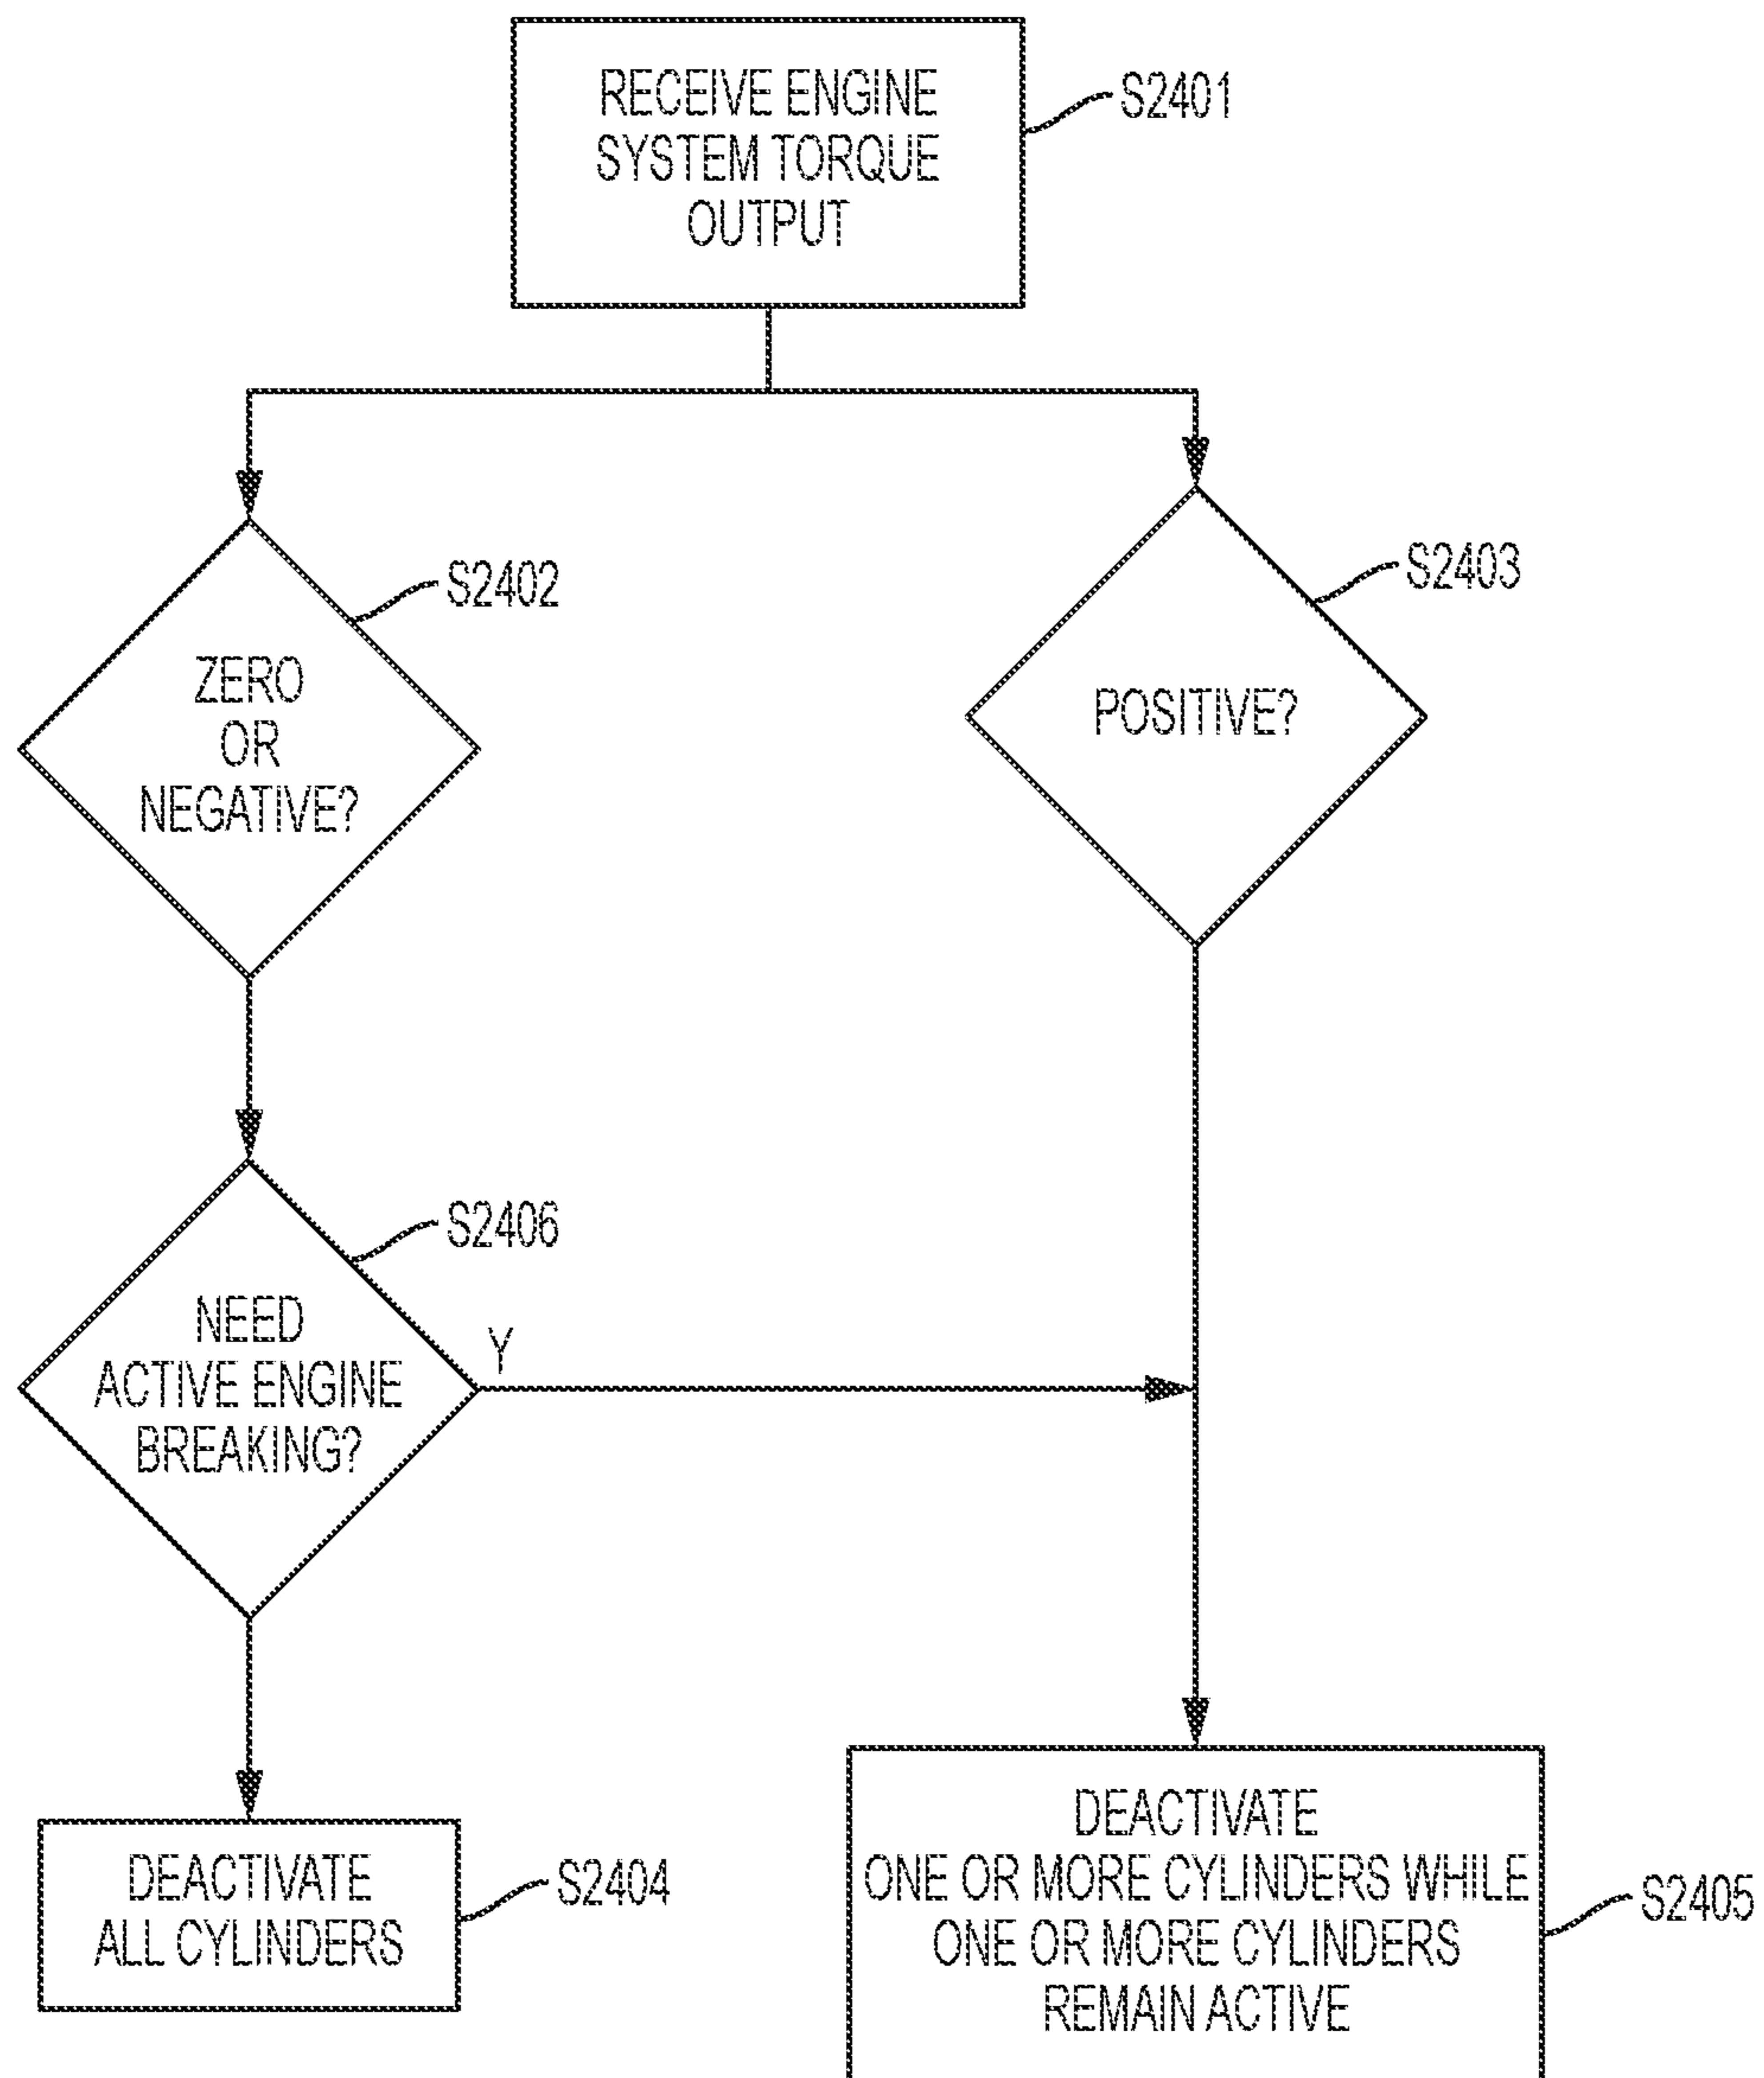 RECEIVE ENGINE
SYSTEM TORQUE
OUTPUT
S2401
S2402
ZERO
OR
NEGATIVE?
S2403
POSITIVE?
S2406
NEED
ACTIVE ENGINE
BREAKING?
Y
DEACTIVATE
ALL CYLINDERS
S2404
DEACTIVATE
ONE OR MORE CYLINDERS WHILE
ONE OR MORE CYLINDERS
REMAIN ACTIVE
S2405